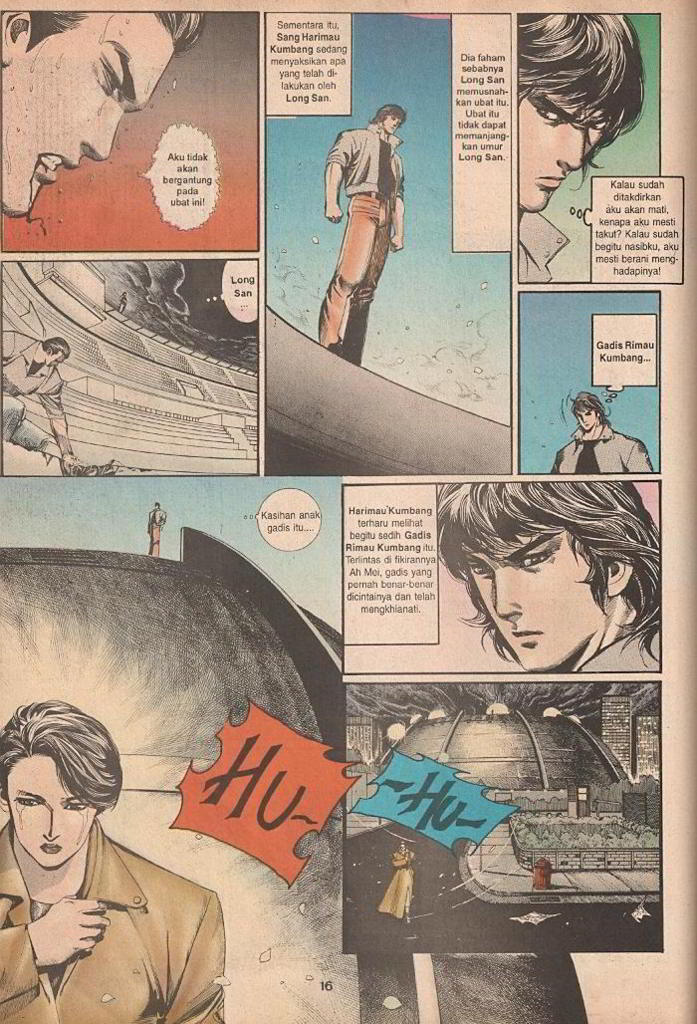 Aku tidak
akan
bergantung
pada
ubat ini!
Sementara itu,
Sang Harimau
Kumbang sedang
menyaksikan apa
yang telah di-
lakukan oleh
Long San.
Dia faham
sebabnya
Long San
memusnah-
kan ubat itu.
Ubat itu
tidak dapat
memanjang-
kan umur
Long San.
Kalau sudah
ditakdirkan
aku akan mati,
kenapa aku mesti
takut? Kalau sudah
begitu nasibku, aku
mesti berani meng-
hadapinya!
Long
San
...
Gadis Rimau
Kumbang...
Kasihan anak
gadis itu....
Harimau Kumbang
terharu melihat
begitu sedih Gadis
Rimau Kumbang itu.
Terlintas di fikirannya
Ah Mei, gadis yang
pernah benar-benar
dicintainya dan telah
mengkhianati.
HU~
~HU~
16